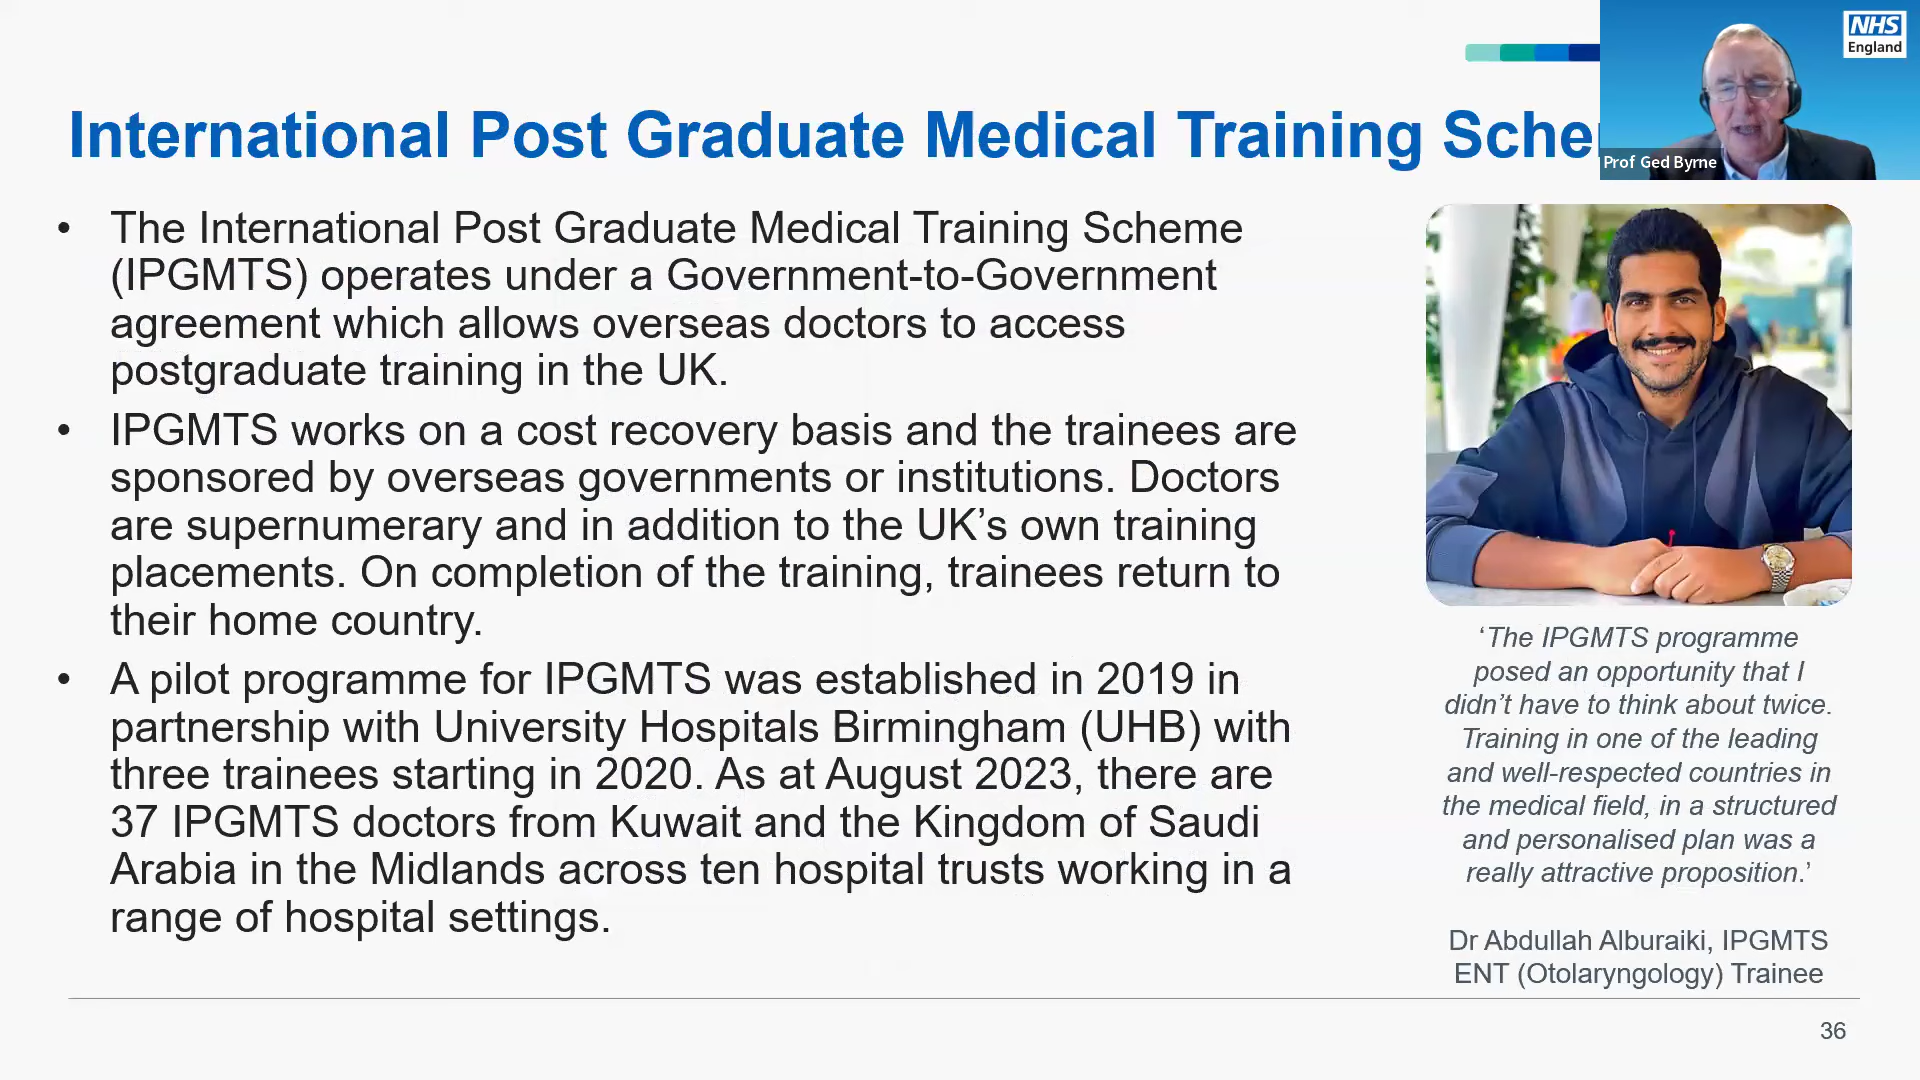 NHS
England
International Post Graduate Medical Training Sche
Prof Ged Byrne
• The International Post Graduate Medical Training Scheme
(IPGMTS) operates under a Government-to-Government
agreement which allows overseas doctors to access
postgraduate training in the UK.
• IPGMTS works on a cost recovery basis and the trainees are
sponsored by overseas governments or institutions. Doctors
are supernumerary and in addition to the UK’s own training
placements. On completion of the training, trainees return to
their home country.
• A pilot programme for IPGMTS was established in 2019 in
partnership with University Hospitals Birmingham (UHB) with
three trainees starting in 2020. As at August 2023, there are
37 IPGMTS doctors from Kuwait and the Kingdom of Saudi
Arabia in the Midlands across ten hospital trusts working in a
range of hospital settings.
‘The IPGMTS programme
posed an opportunity that I
didn’t have to think about twice.
Training in one of the leading
and well-respected countries in
the medical field, in a structured
and personalised plan was a
really attractive proposition.’
Dr Abdullah Alburaiki, IPGMTS
ENT (Otolaryngology) Trainee
36